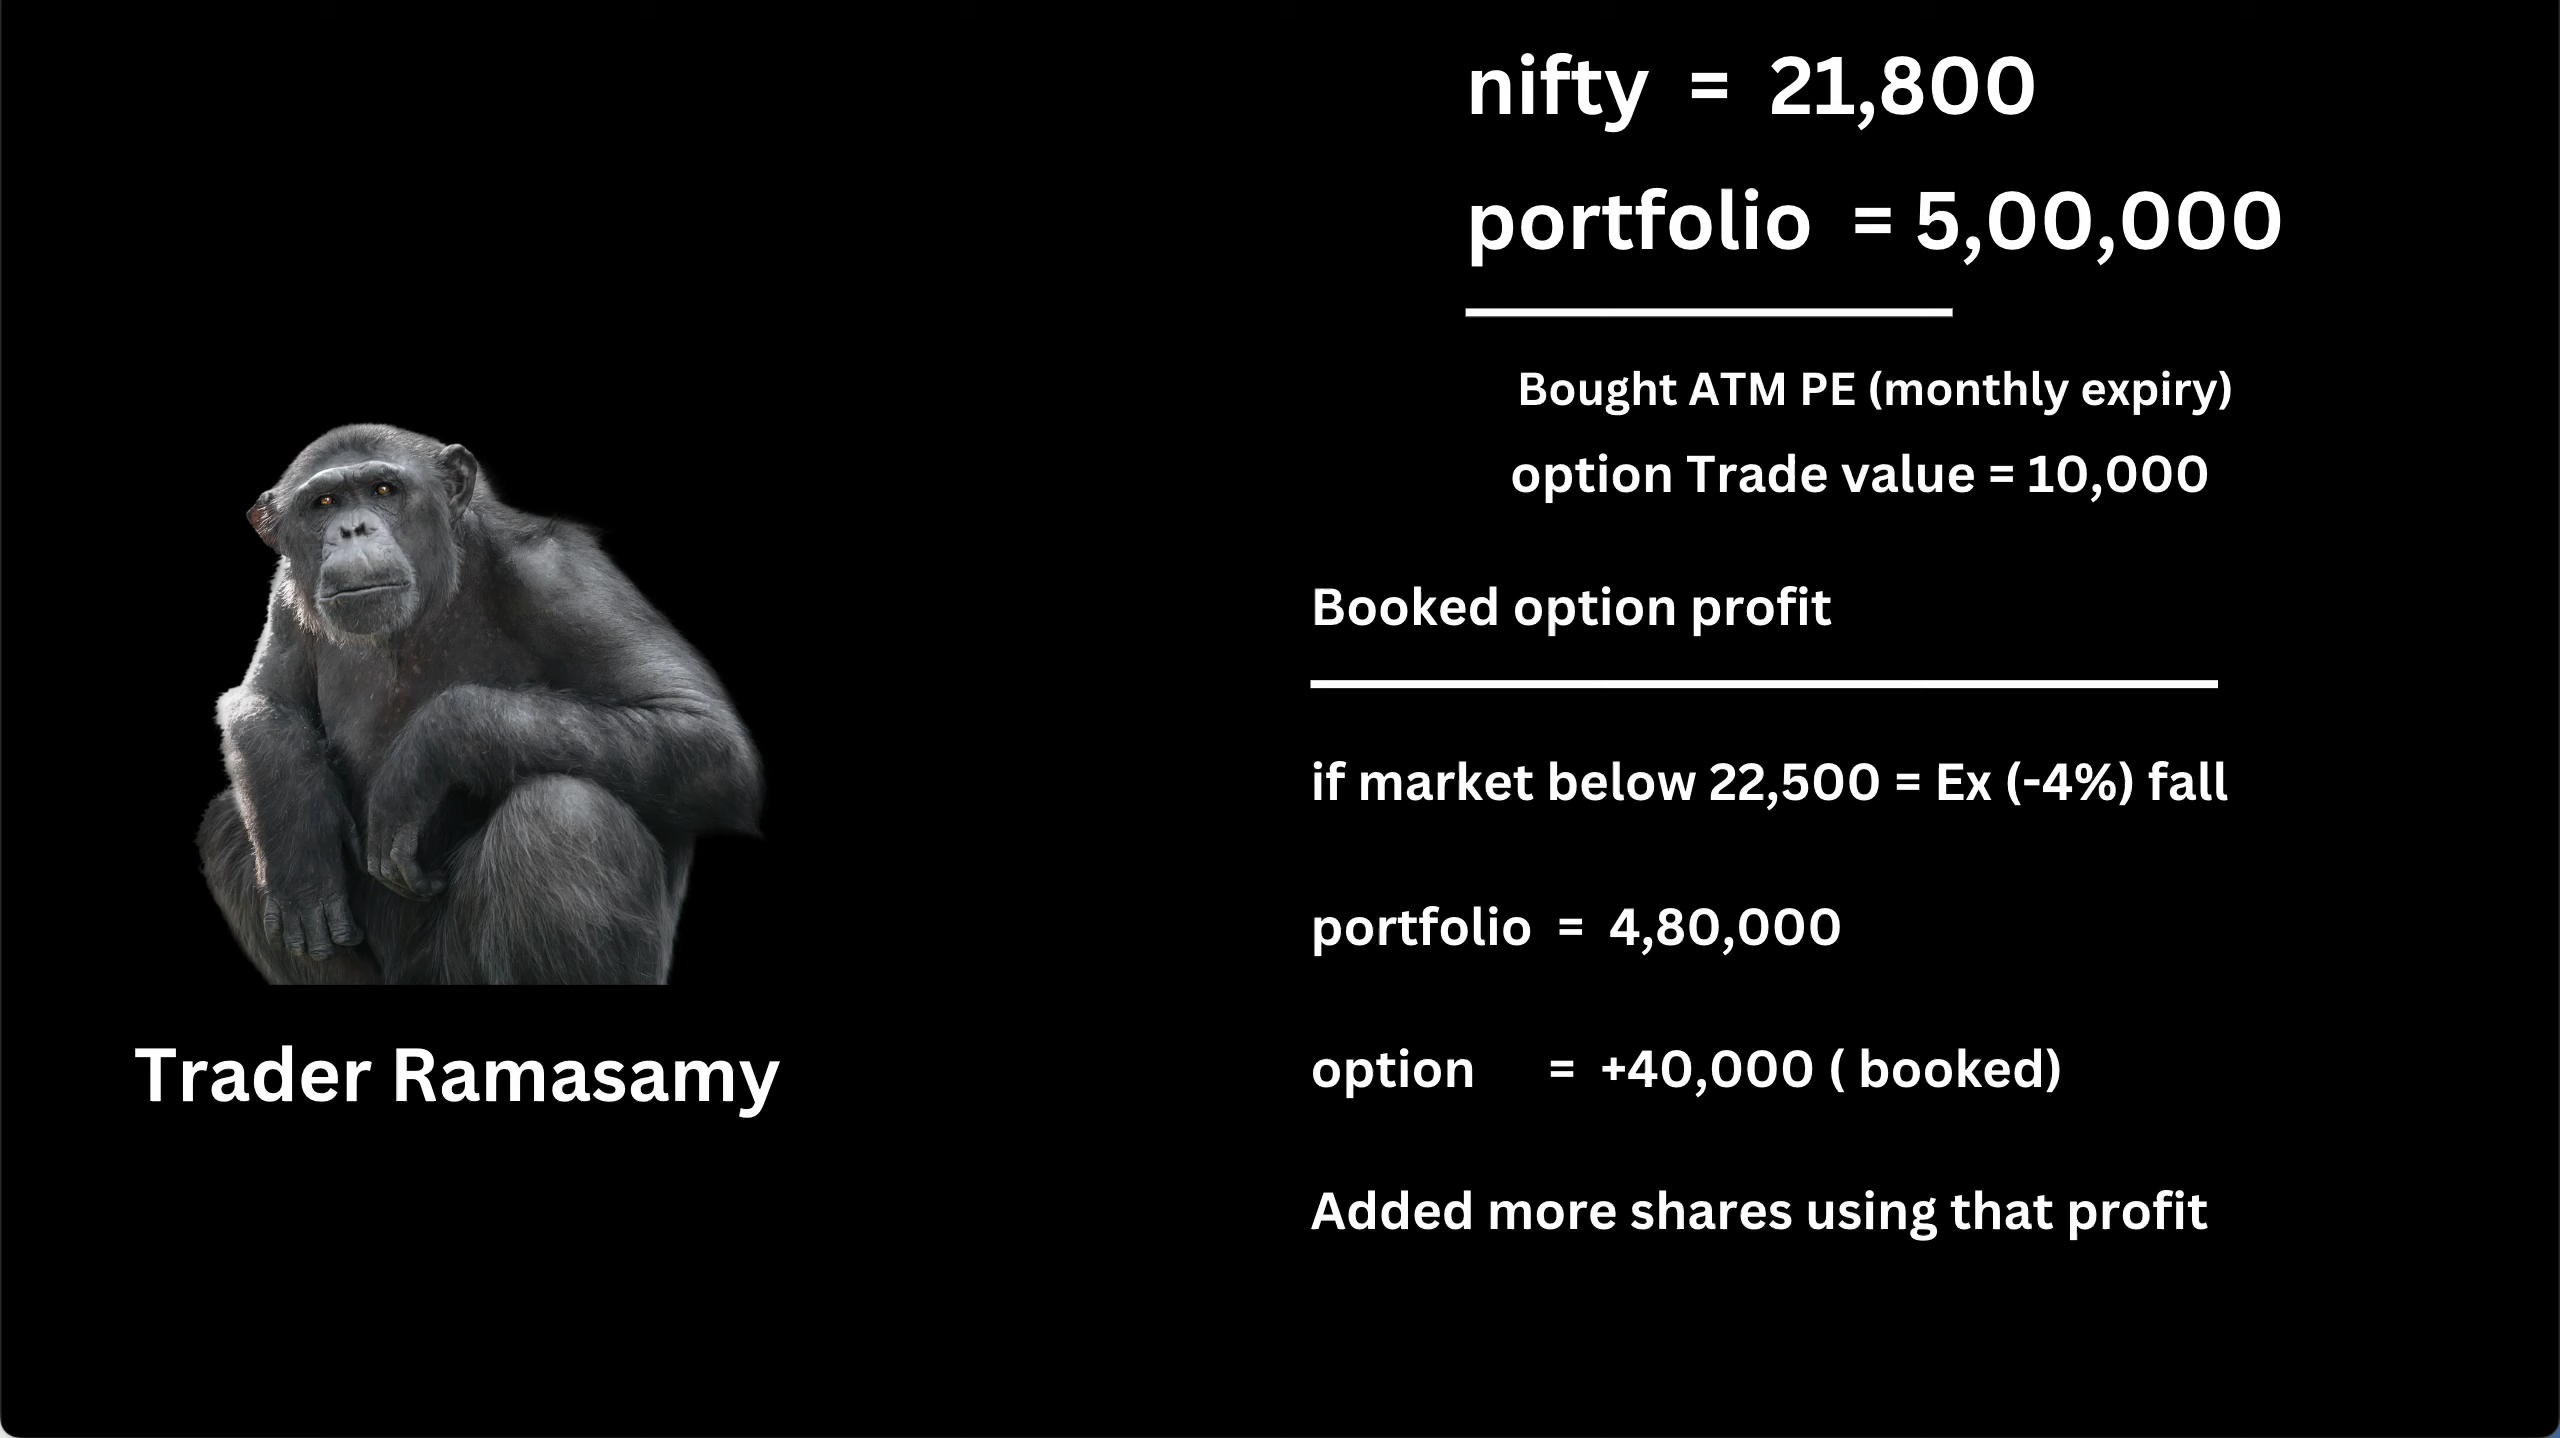 nifty = 21,800
portfolio = 5,00,000
Bought ATM PE (monthly expiry)
option Trade value = 10,000
Booked option profit
if market below 22,500 = Ex (-4%) fall
portfolio = 4,80,000
option = +40,000 ( booked)
Added more shares using that profit
Trader Ramasamy